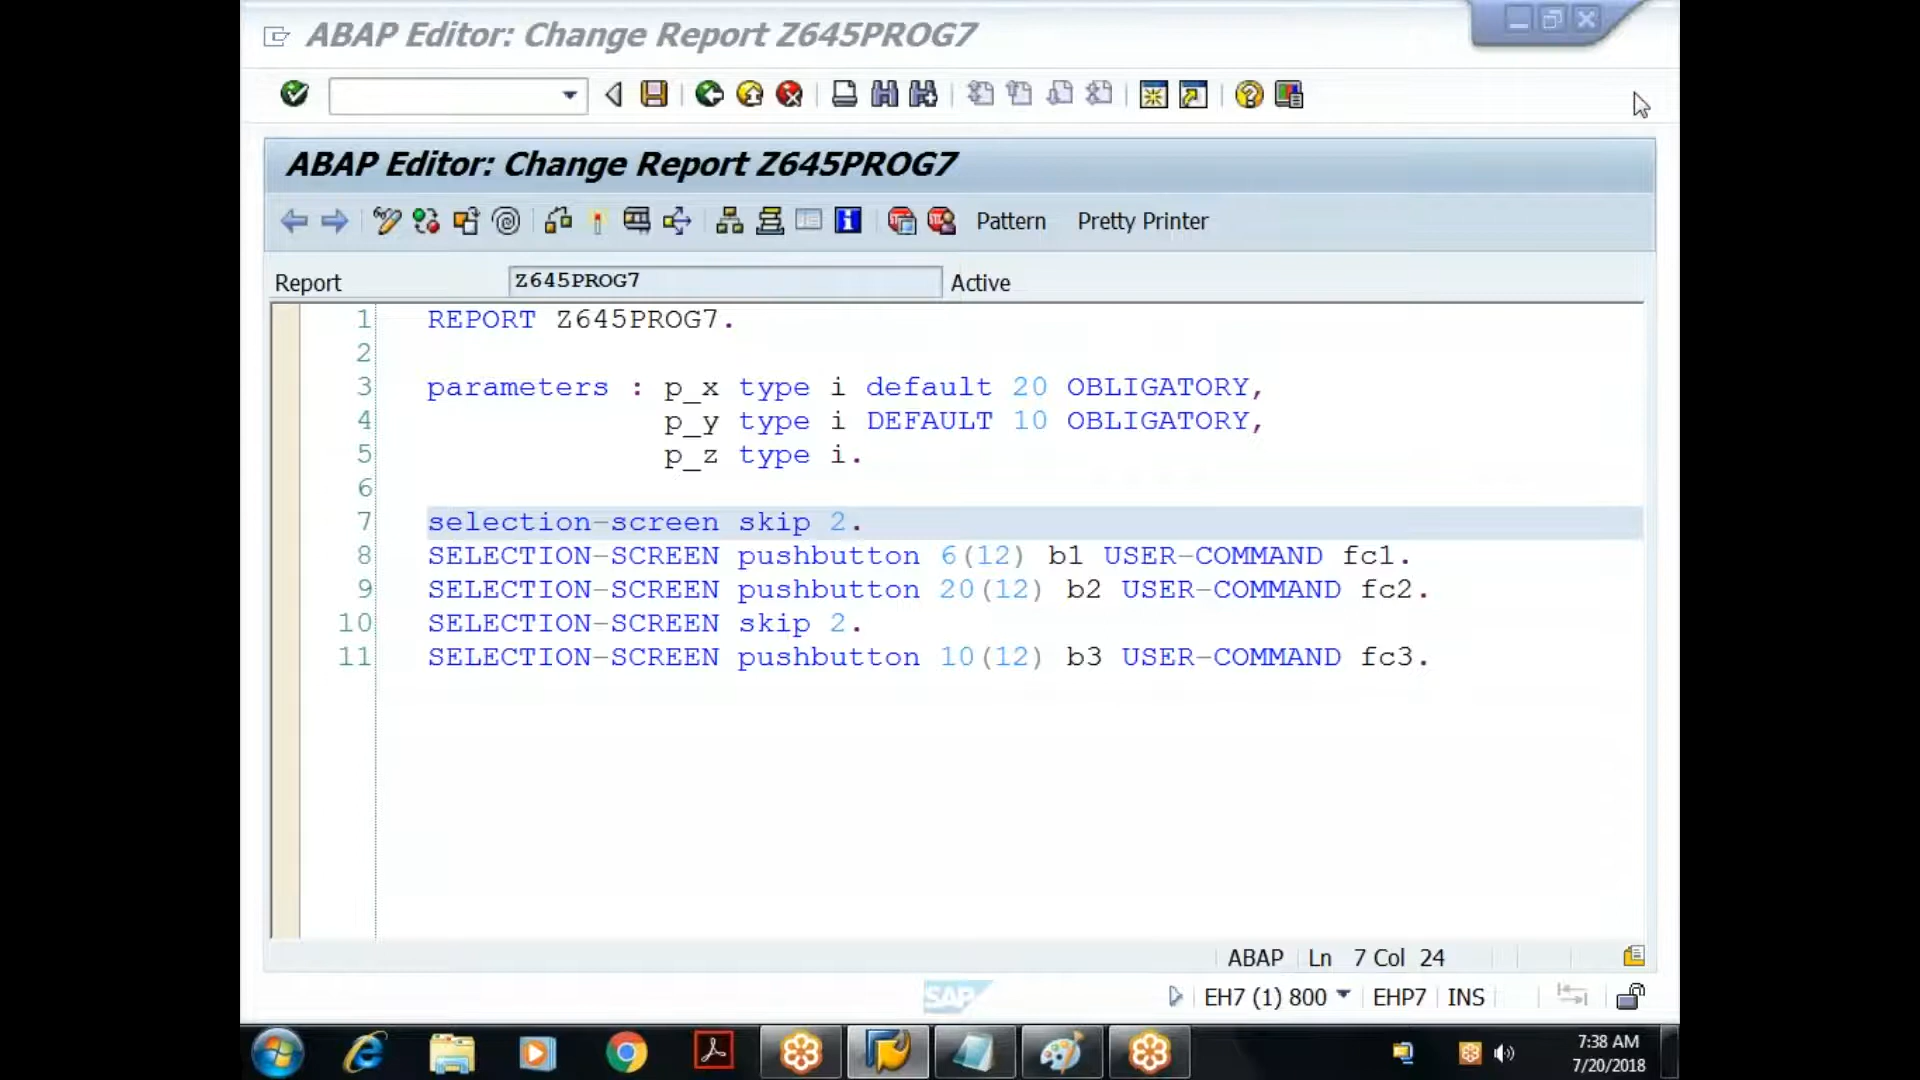 ABAP Editor: Change Report Z645PROG7
ABAP Editor: Change Report Z645PROG7
Pattern Pretty Printer
Report Z645PROG7 Active
1 REPORT Z645PROG7.
2
3 parameters : p_x type i default 20 OBLIGATORY,
4 p_y type i DEFAULT 10 OBLIGATORY,
5 p_z type i.
6
7 selection-screen skip 2.
8 SELECTION-SCREEN pushbutton 6(12) b1 USER-COMMAND fc1.
9 SELECTION-SCREEN pushbutton 20(12) b2 USER-COMMAND fc2.
10 SELECTION-SCREEN skip 2.
11 SELECTION-SCREEN pushbutton 10(12) b3 USER-COMMAND fc3.
ABAP Ln 7 Col 24
SAP EH7 (1) 800 EHP7 INS
7:38 AM
7/20/2018